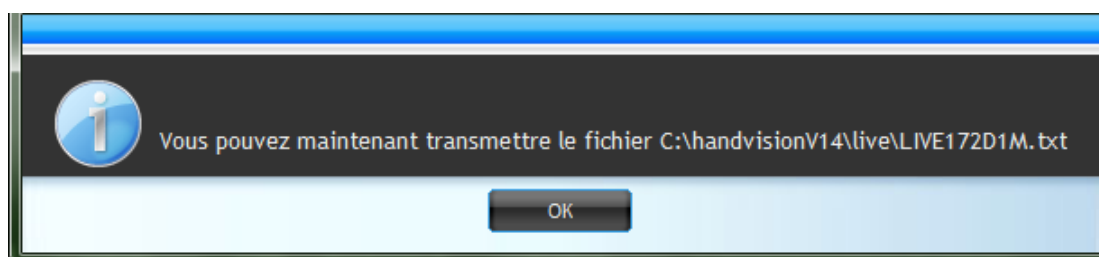 Vous pouvez maintenant transmettre le fichier C:\handvisionV14\live\LIVE172D1M.txt
OK